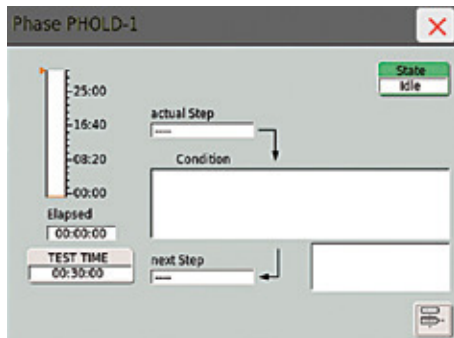 Phase PHOLD-1
State
Idle
25:00
16:40
08:20
00:00
actual Step
----
Condition
Elapsed
00:00:00
TEST TIME
00:30:00
next Step
----